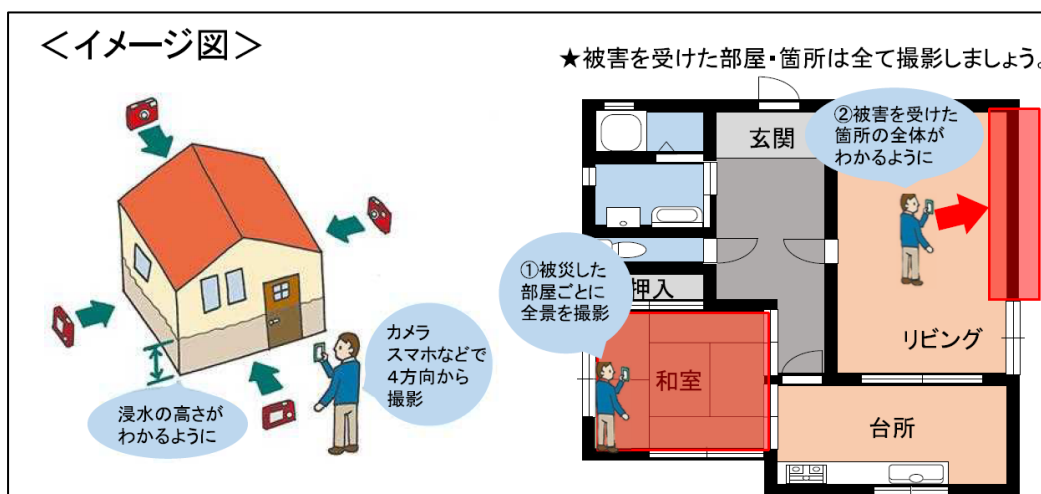 ＜イメージ図＞
カメラ
スマホなどで
４方向から
撮影
浸水の高さが
わかるように
★被害を受けた部屋・箇所は全て撮影しましょう。
玄関
②被害を受けた
箇所の全体が
わかるように
①被災した
部屋ごとに
全景を撮影
押入
リビング
和室
台所